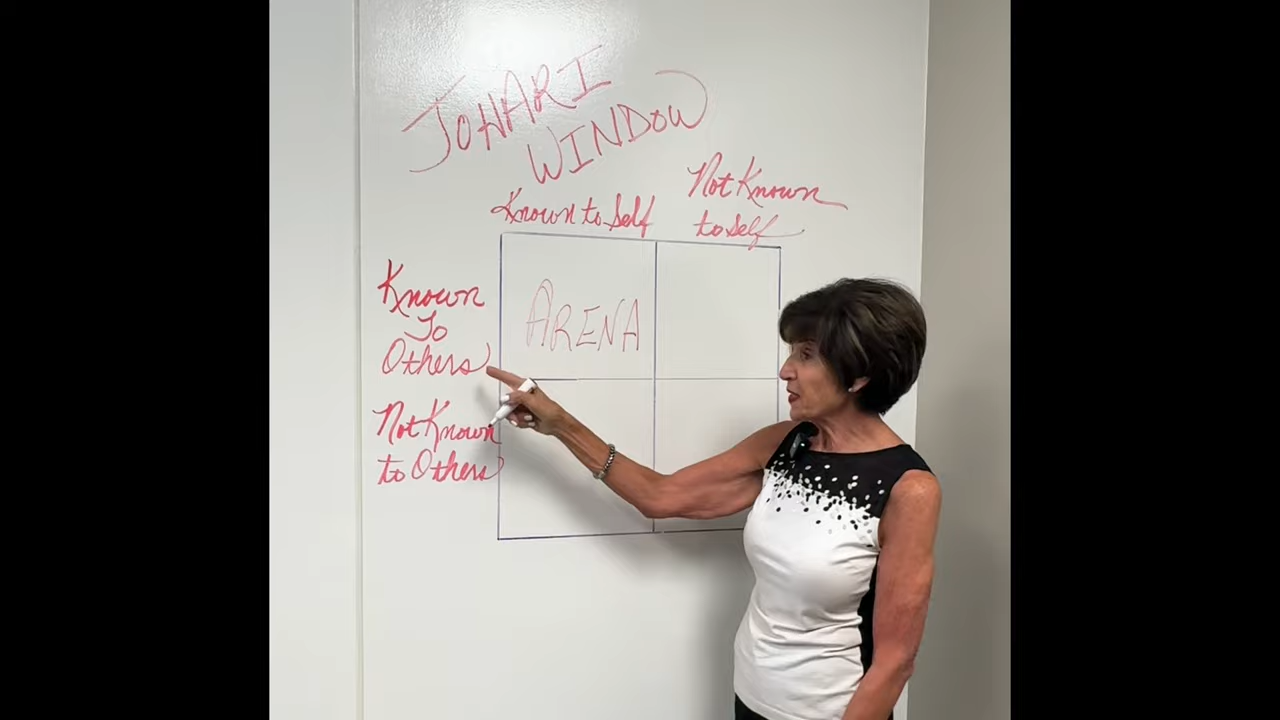 JOHARI
WINDOW
Known to Self
Not Known
to Self
Known
To
Others
ARENA
Not Known
to Others